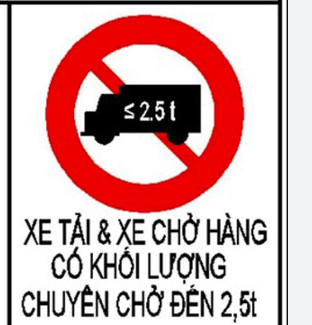 ≤ 2.5 t
XE TẢI & XE CHỞ HÀNG
CÓ KHỐI LƯỢNG
CHUYÊN CHỞ ĐẾN 2,5t